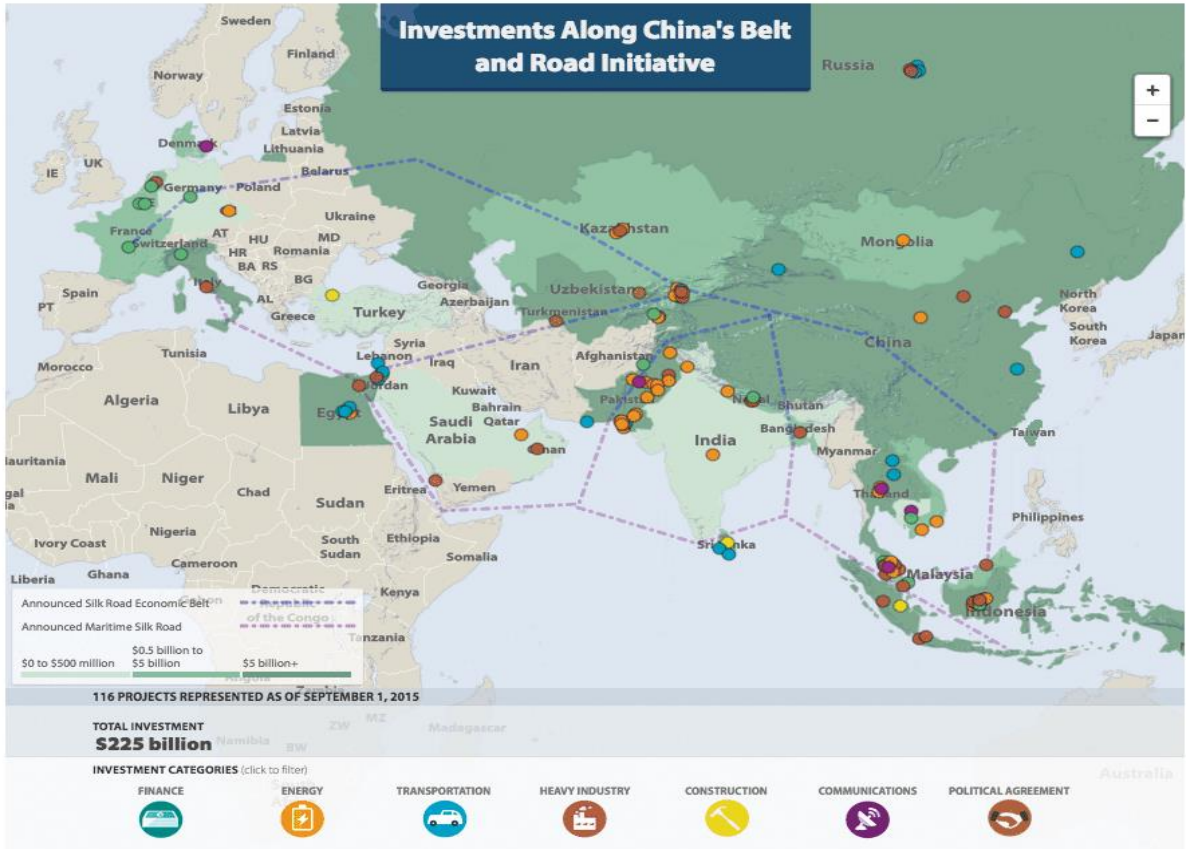 Investments Along China's Belt
and Road Initiative
+
−
Sweden
Finland
Norway
Russia
Estonia
Latvia
Denmark
Lithuania
IE
UK
Belarus
Germany
Poland
Ukraine
Kazakhstan
Mongolia
France
AT
HU
MD
Switzerland
HR
Romania
BA
RS
Italy
BG
Georgia
Uzbekistan
North
Korea
PT
Spain
AL
Azerbaijan
Greece
Turkey
Turkmenistan
South
Korea
Japan
China
Tunisia
Syria
Lebanon
Iraq
Iran
Afghanistan
Morocco
Jordan
Algeria
Libya
Egypt
Kuwait
Bahrain
Qatar
Saudi
Arabia
Pakistan
Nepal
Bhutan
Bangladesh
India
Taiwan
Oman
Myanmar
auritania
Mali
Niger
Chad
Sudan
Eritrea
Yemen
Thailand
gal
ia
Philippines
Nigeria
South
Sudan
Ethiopia
Ivory Coast
Somalia
Sri Lanka
Ghana
Cameroon
Liberia
Malaysia
Democratic
Republic
of the Congo
Kenya
Indonesia
Tanzania
Announced Silk Road Economic Belt
Announced Maritime Silk Road
$0 to $500 million
$0.5 billion to
$5 billion
$5 billion+
Angola
116 PROJECTS REPRESENTED AS OF SEPTEMBER 1, 2015
TOTAL INVESTMENT
$225 billion
ZW
MZ
Madagascar
Namibia
BW
Australia
INVESTMENT CATEGORIES (click to filter)
FINANCE
ENERGY
TRANSPORTATION
HEAVY INDUSTRY
CONSTRUCTION
COMMUNICATIONS
POLITICAL AGREEMENT